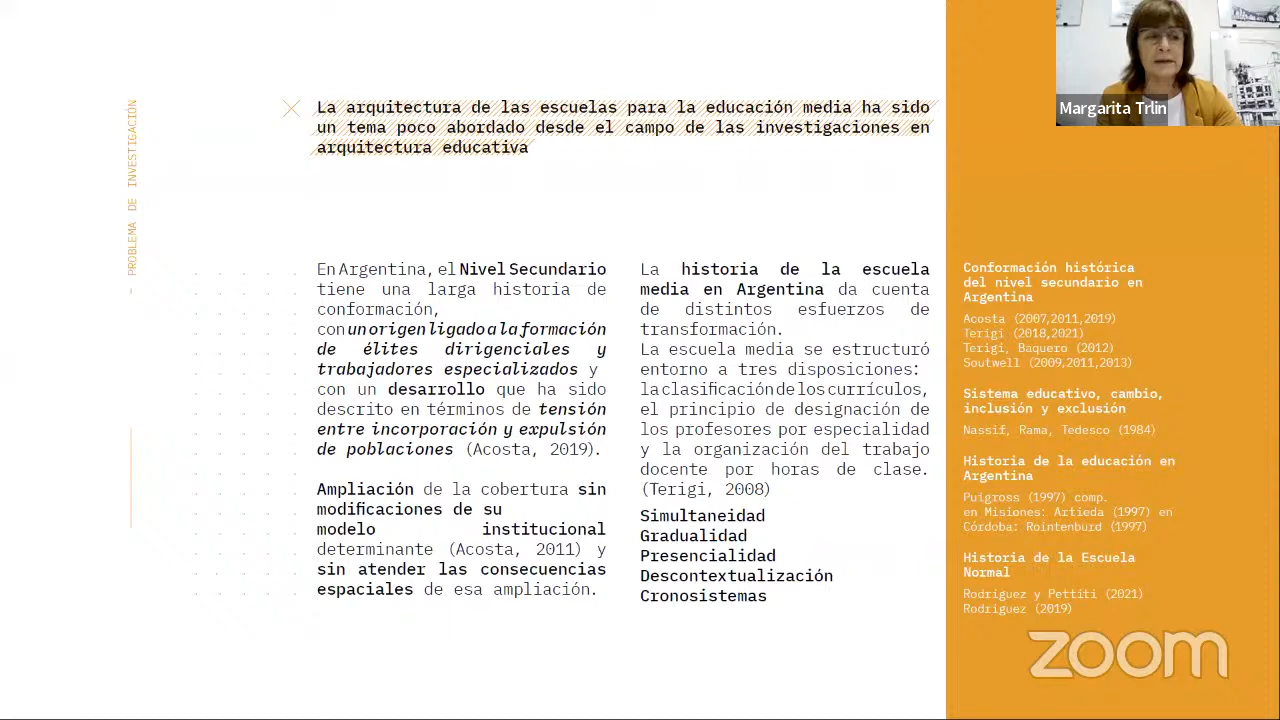 – PROBLEMA DE INVESTIGACIÓN
La arquitectura de las escuelas para la educación media ha sido
un tema poco abordado desde el campo de las investigaciones en
arquitectura educativa
En Argentina, el Nivel Secundario
tiene una larga historia de
conformación,
con un origen ligado a la formación
de élites dirigenciales y
trabajadores especializados y
con un desarrollo que ha sido
descrito en términos de tensión
entre incorporación y expulsión
de poblaciones (Acosta, 2019).
Ampliación de la cobertura sin
modificaciones de su
modelo institucional
determinante (Acosta, 2011) y
sin atender las consecuencias
espaciales de esa ampliación.
La historia de la escuela
media en Argentina da cuenta
de distintos esfuerzos de
transformación.
La escuela media se estructuró
entorno a tres disposiciones:
la clasificación de los currículos,
el principio de designación de
los profesores por especialidad
y la organización del trabajo
docente por horas de clase.
(Terigi, 2008)
Simultaneidad
Gradualidad
Presencialidad
Descontextualización
Cronosistemas
Margarita Trlin
Conformación histórica
del nivel secundario en
Argentina
Acosta (2007,2011,2019)
Terigi (2018,2021)
Terigi, Baquero (2012)
Soutwell (2009,2011,2013)
Sistema educativo, cambio,
inclusión y exclusión
Nassif, Rama, Tedesco (1984)
Historia de la educación en
Argentina
Puigross (1997) comp.
en Misiones: Artieda (1997) en
Córdoba: Rointenburd (1997)
Historia de la Escuela
Normal
Rodriguez y Pettiti (2021)
Rodriguez (2019)
zoom